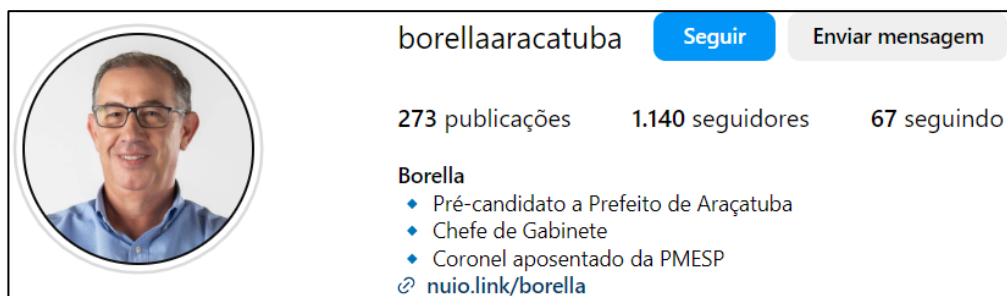 borellaaracatuba Seguir Enviar mensagem
273 publicações 1.140 seguidores 67 seguindo
Borella
Pré-candidato a Prefeito de Araçatuba
Chefe de Gabinete
Coronel aposentado da PMESP
nuio.link/borella